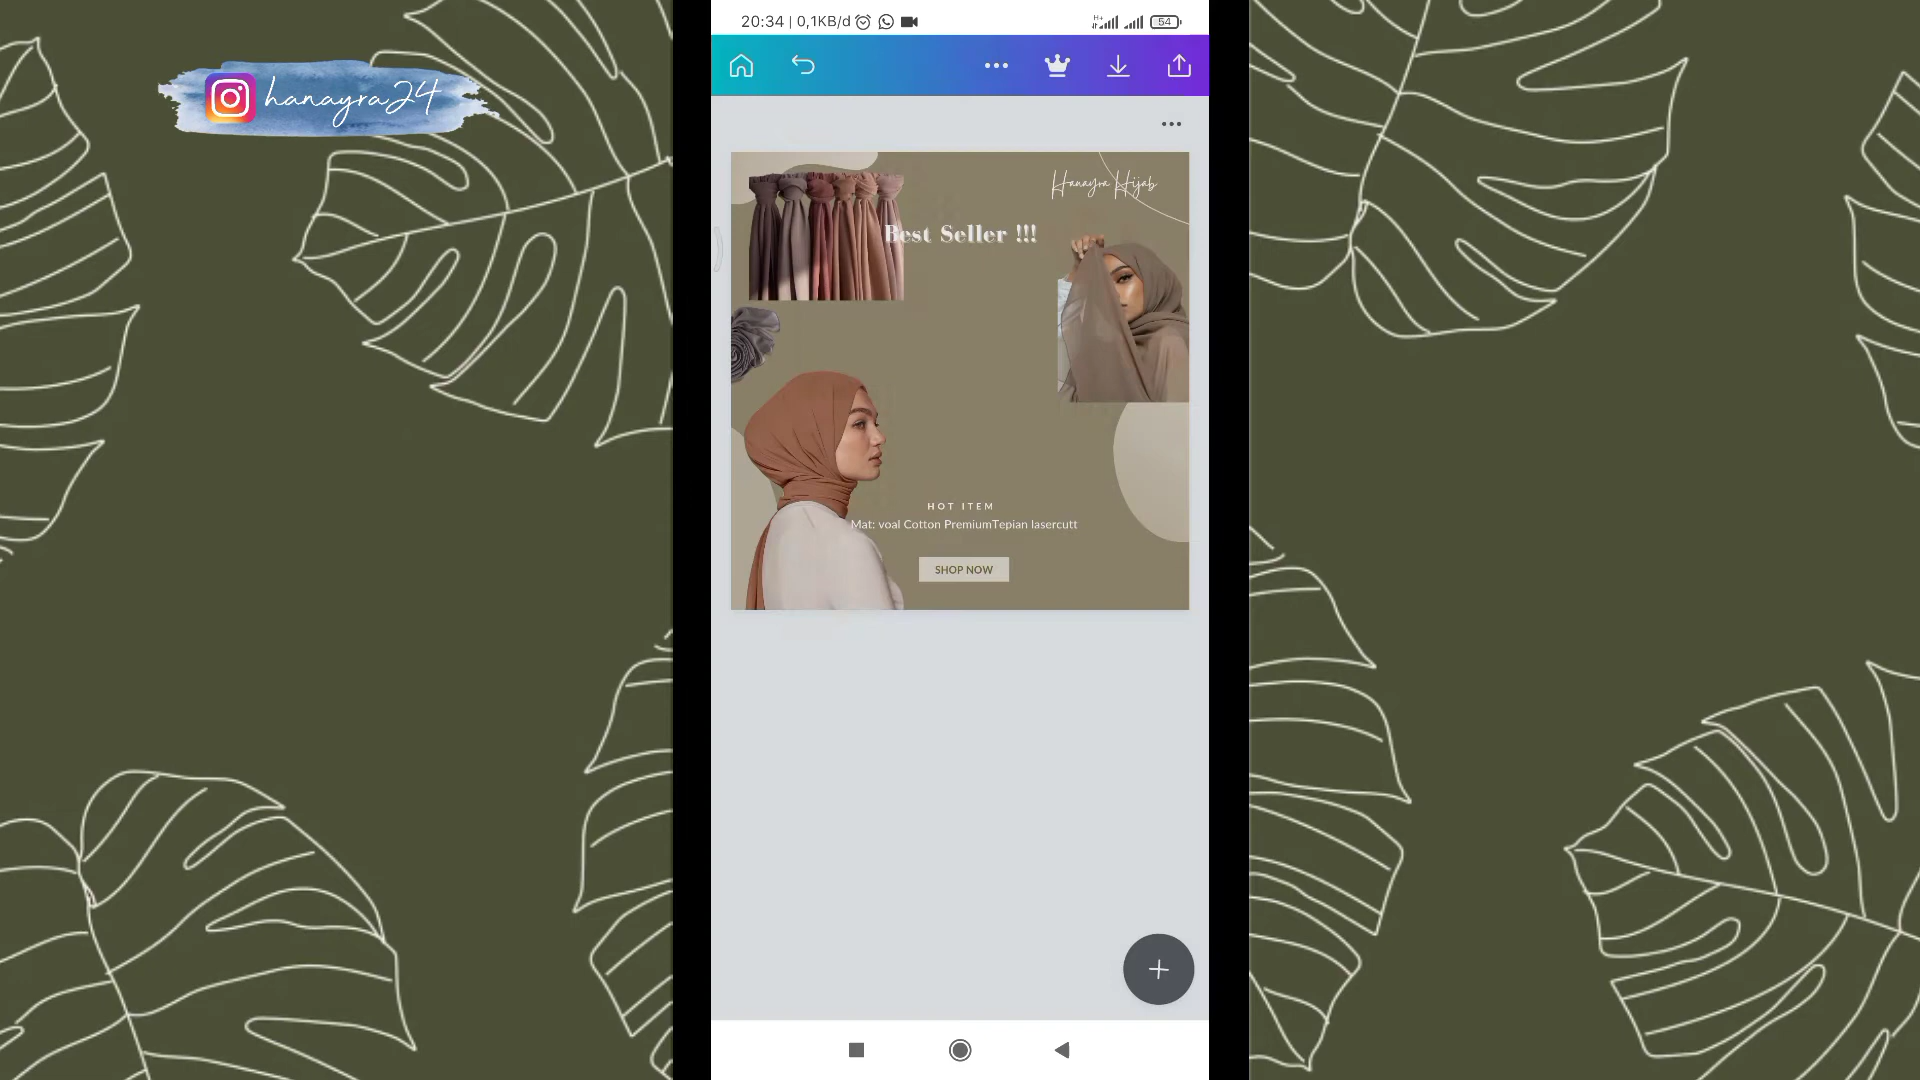 20:34 | 0,1KB/d
H+
54
hanayra24
Hanayra Hijab
Best Seller !!!
HOT ITEM
Mat: voal Cotton PremiumTepian lasercutt
SHOP NOW